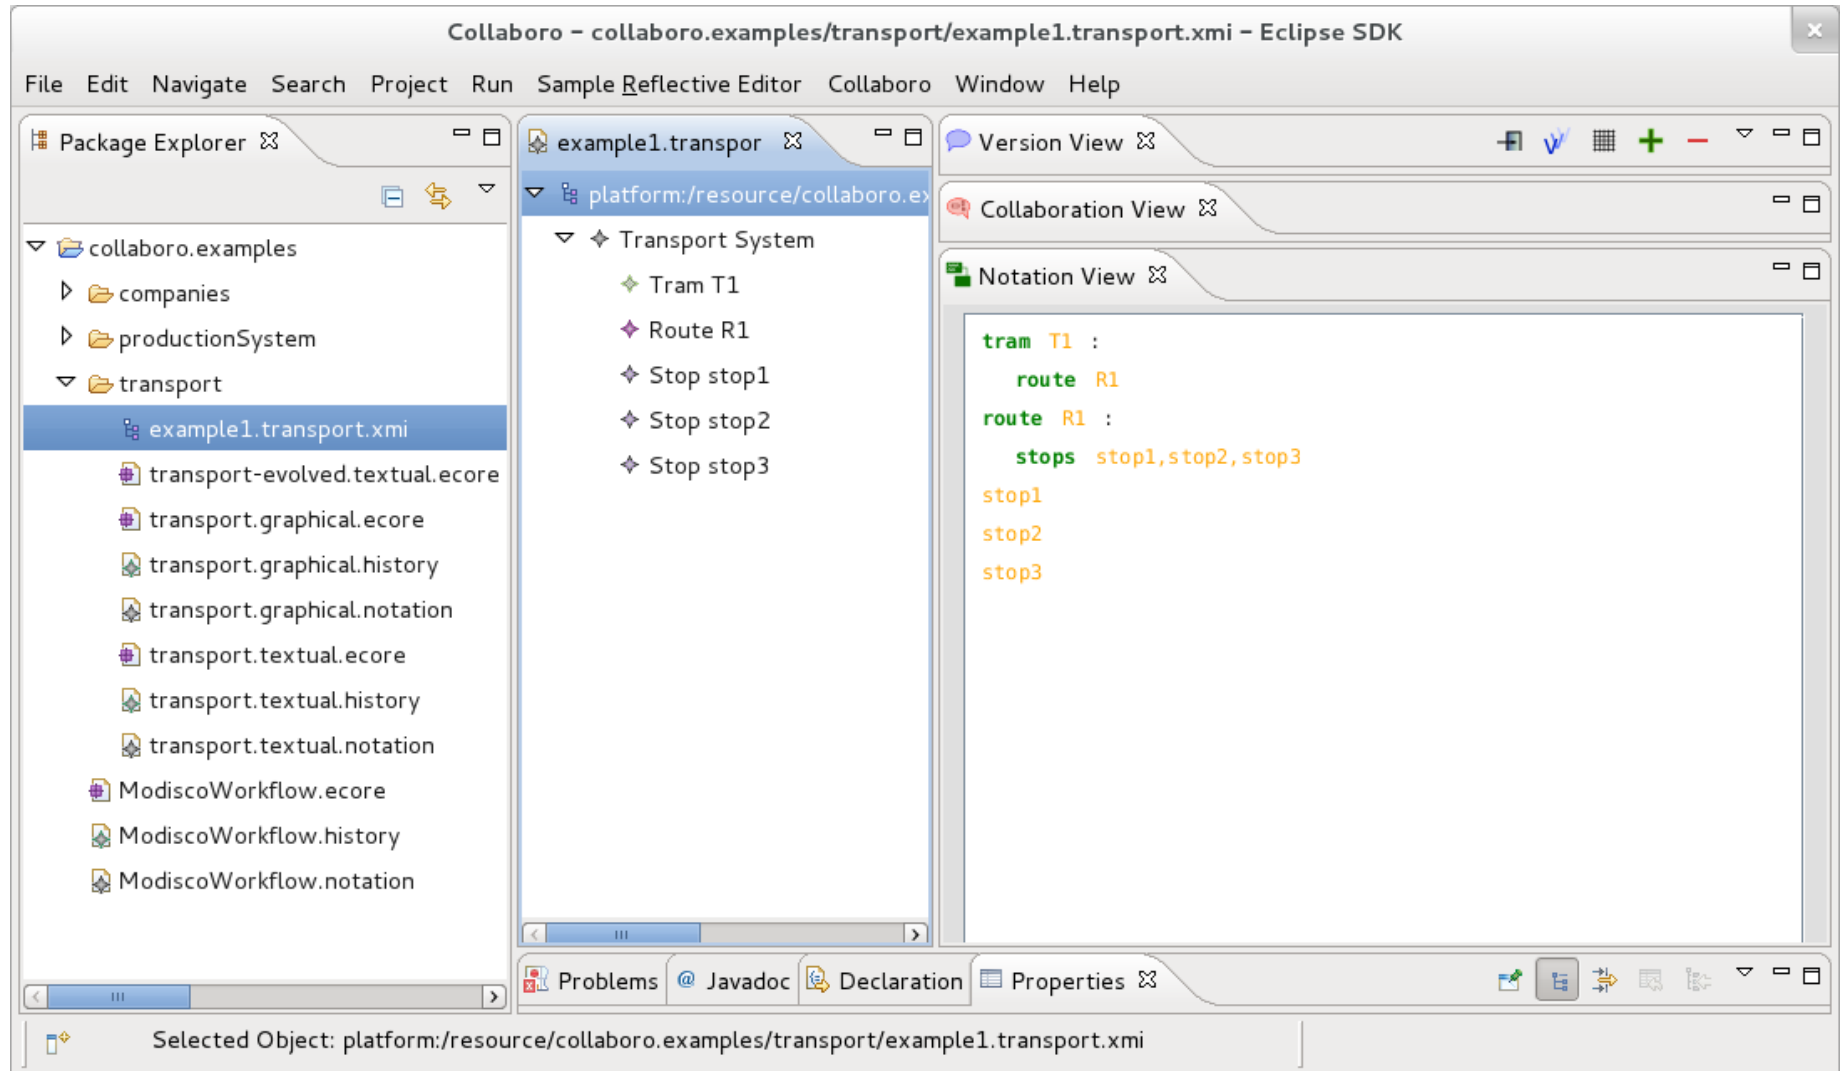 Collaboro – collaboro.examples/transport/example1.transport.xmi – Eclipse SDK
File Edit Navigate Search Project Run Sample Reflective Editor Collaboro Window Help
Package Explorer
collaboro.examples
companies
productionSystem
transport
example1.transport.xmi
transport-evolved.textual.ecore
transport.graphical.ecore
transport.graphical.history
transport.graphical.notation
transport.textual.ecore
transport.textual.history
transport.textual.notation
ModiscoWorkflow.ecore
ModiscoWorkflow.history
ModiscoWorkflow.notation
example1.transpor
platform:/resource/collaboro.ex
Transport System
Tram T1
Route R1
Stop stop1
Stop stop2
Stop stop3
Version View
Collaboration View
Notation View
tram T1 :
route R1
route R1 :
stops stop1,stop2,stop3
stop1
stop2
stop3
Problems @ Javadoc Declaration Properties
Selected Object: platform:/resource/collaboro.examples/transport/example1.transport.xmi